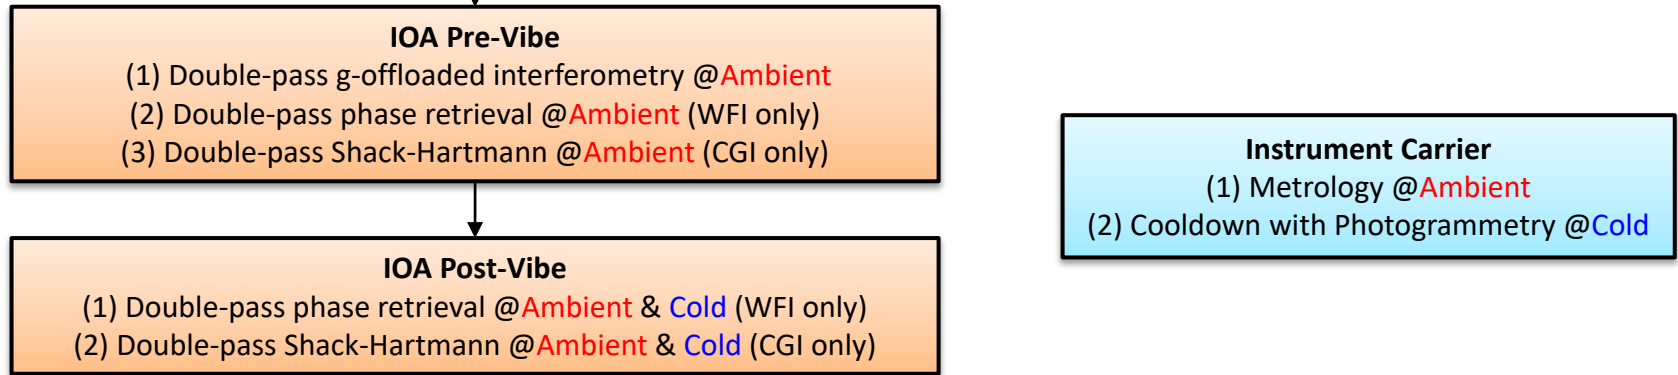 IOA Pre-Vibe
(1) Double-pass g-offloaded interferometry @Ambient
(2) Double-pass phase retrieval @Ambient (WFI only)
(3) Double-pass Shack-Hartmann @Ambient (CGI only)
Instrument Carrier
(1) Metrology @Ambient
(2) Cooldown with Photogrammetry @Cold
IOA Post-Vibe
(1) Double-pass phase retrieval @Ambient & Cold (WFI only)
(2) Double-pass Shack-Hartmann @Ambient & Cold (CGI only)